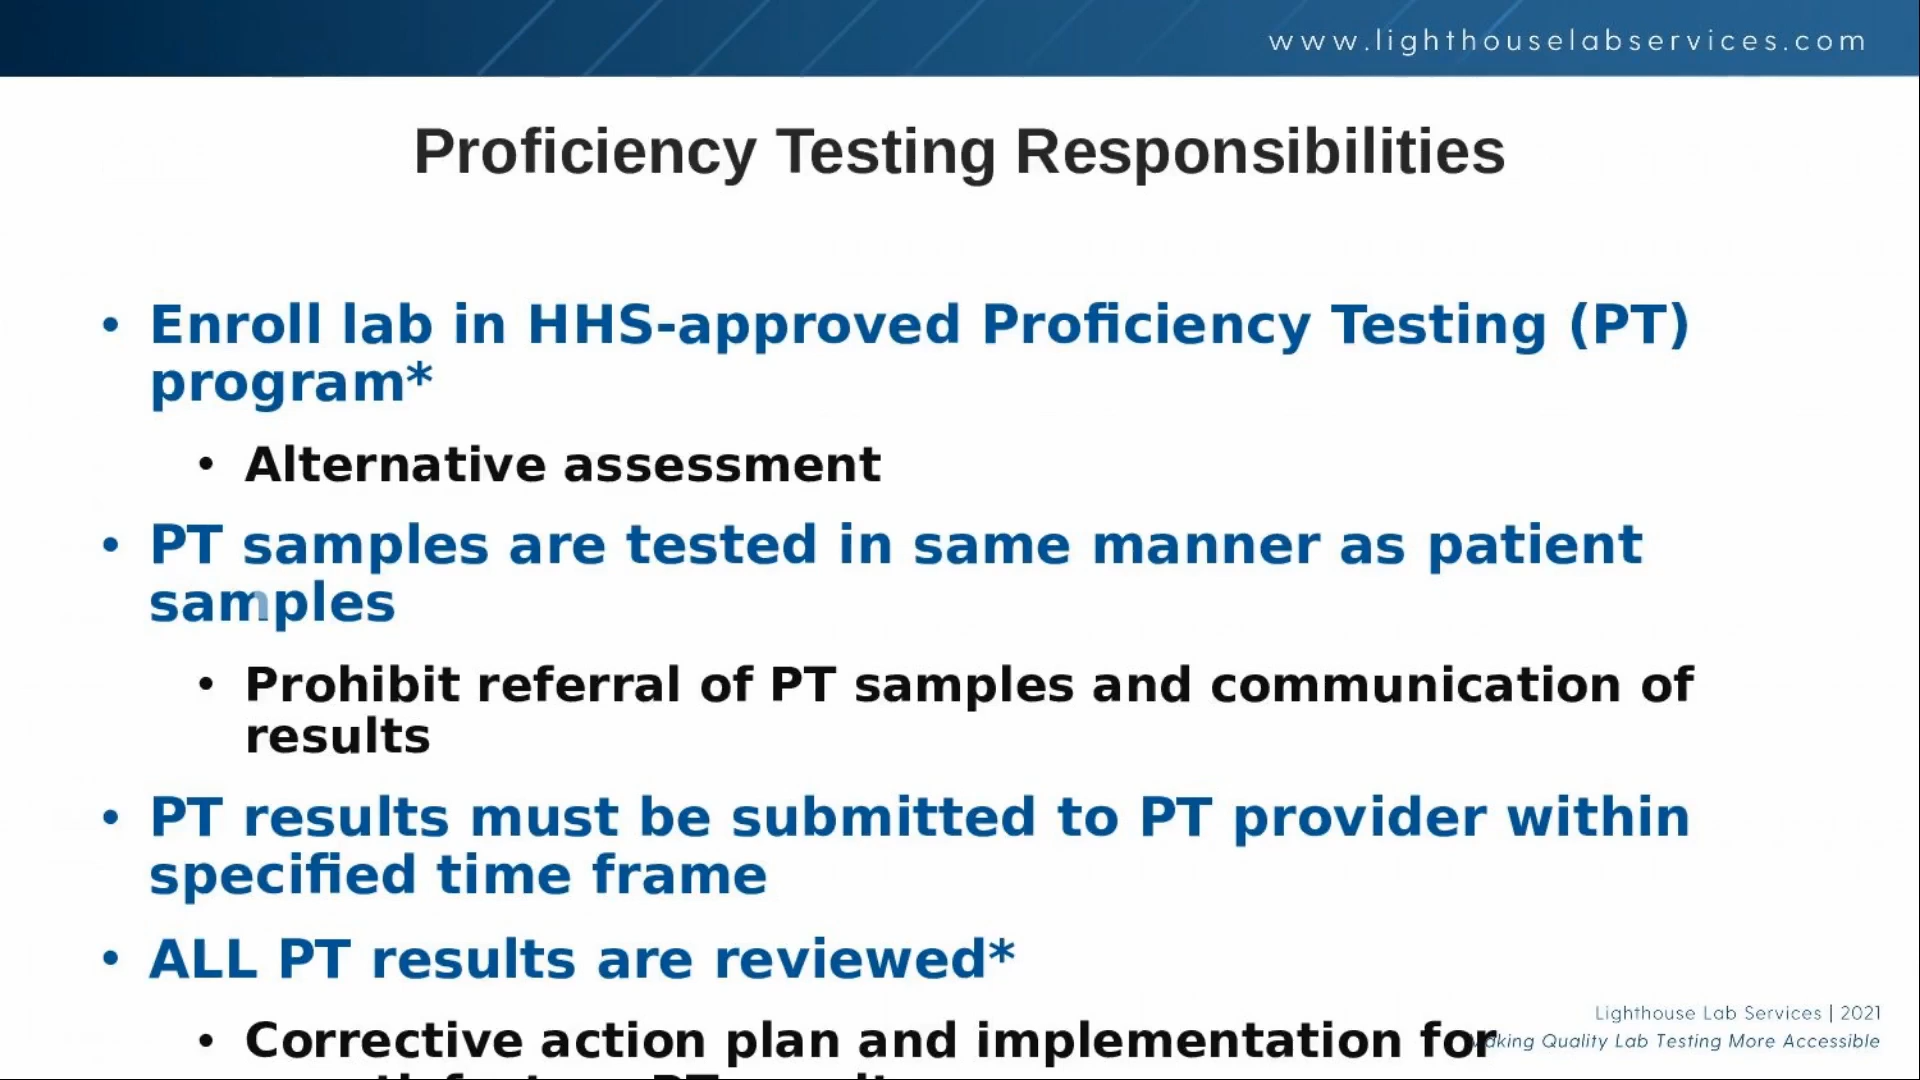 www.lighthouselabservices.com
Proficiency Testing Responsibilities
• Enroll lab in HHS-approved Proficiency Testing (PT)
program*
• Alternative assessment
• PT samples are tested in same manner as patient
samples
• Prohibit referral of PT samples and communication of
results
• PT results must be submitted to PT provider within
specified time frame
• ALL PT results are reviewed*
• Corrective action plan and implementation for
PT
Lighthouse Lab Services | 2021
Making Quality Lab Testing More Accessible